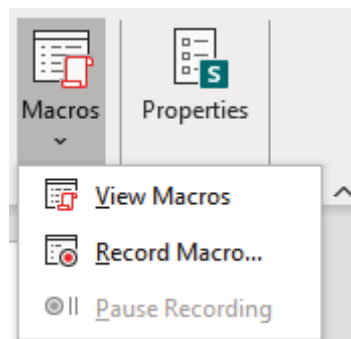 Macros
Properties
View Macros
Record Macro...
Pause Recording